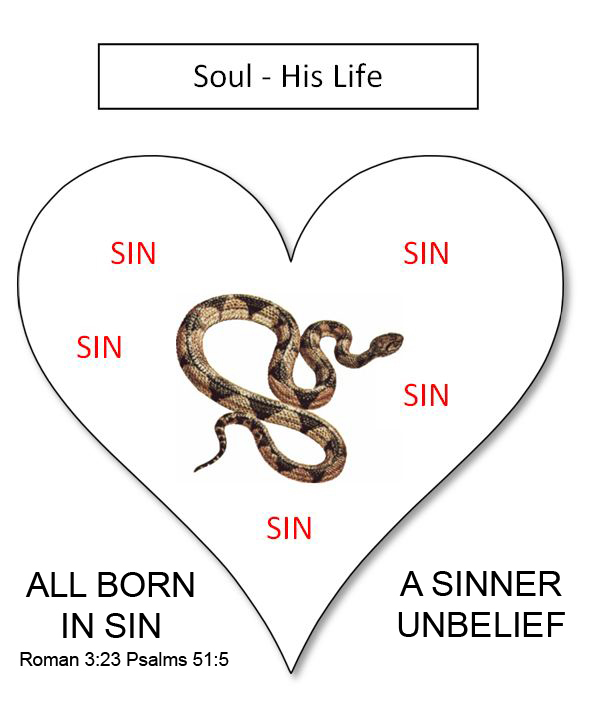 Soul - His Life
SIN
SIN
SIN
SIN
SIN
ALL BORN
IN SIN
Roman 3:23 Psalms 51:5
A SINNER
UNBELIEF